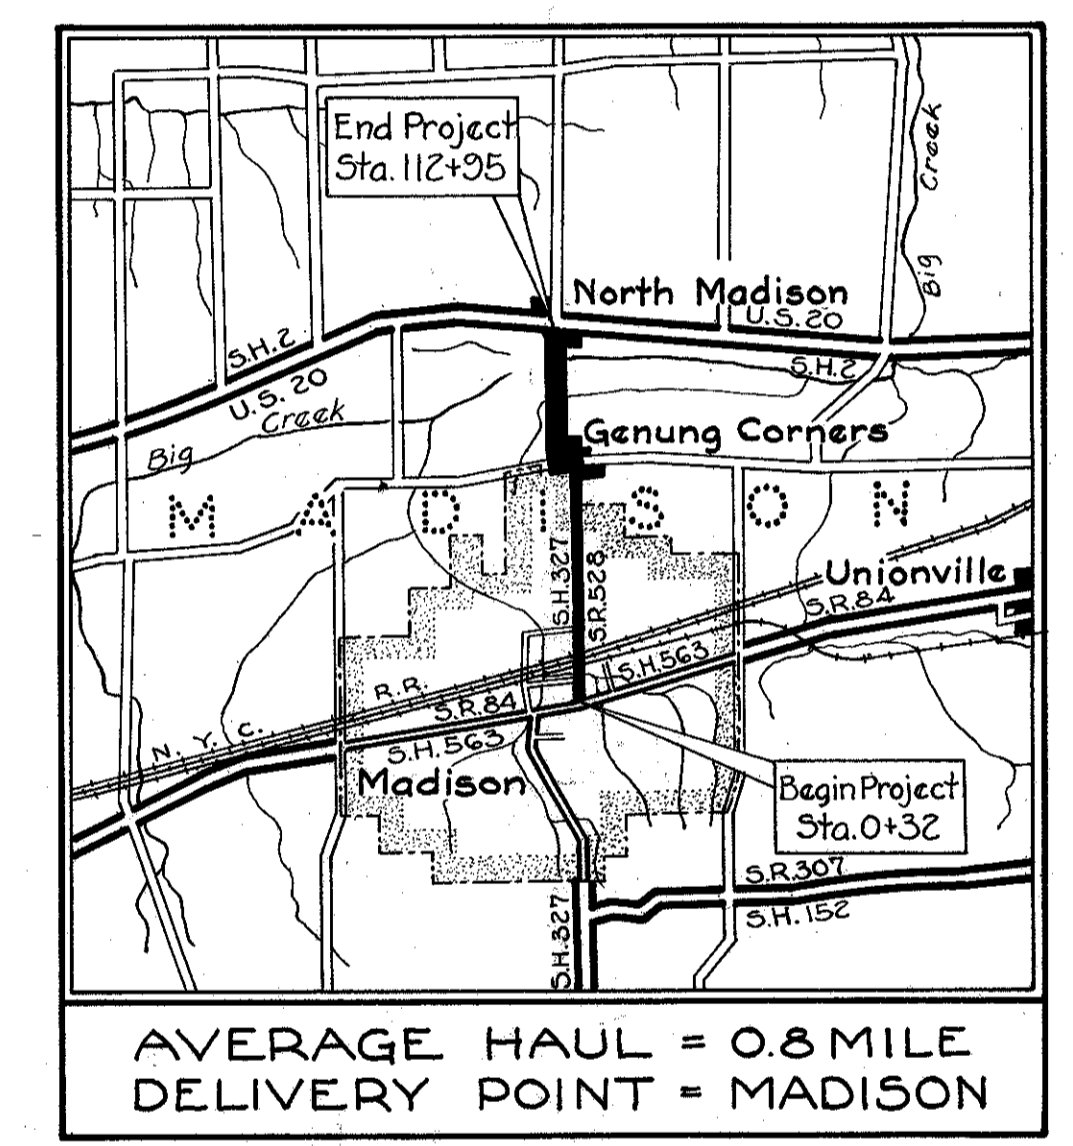 End Project
Sta. 112+95
Big Creek
North Madison
U.S. 20
S.H. 2
S.H. 2
U.S. 20
Big Creek
Genung Corners
MADISON
S.H. 327
S.R. 528
Unionville
S.R. 84
S.H. 563
N. Y. C. R. R.
S.R. 84
S.H. 563
Madison
Begin Project
Sta. 0+32
S.R. 307
S.H. 152
S.H. 327
AVERAGE HAUL = 0.8 MILE
DELIVERY POINT = MADISON